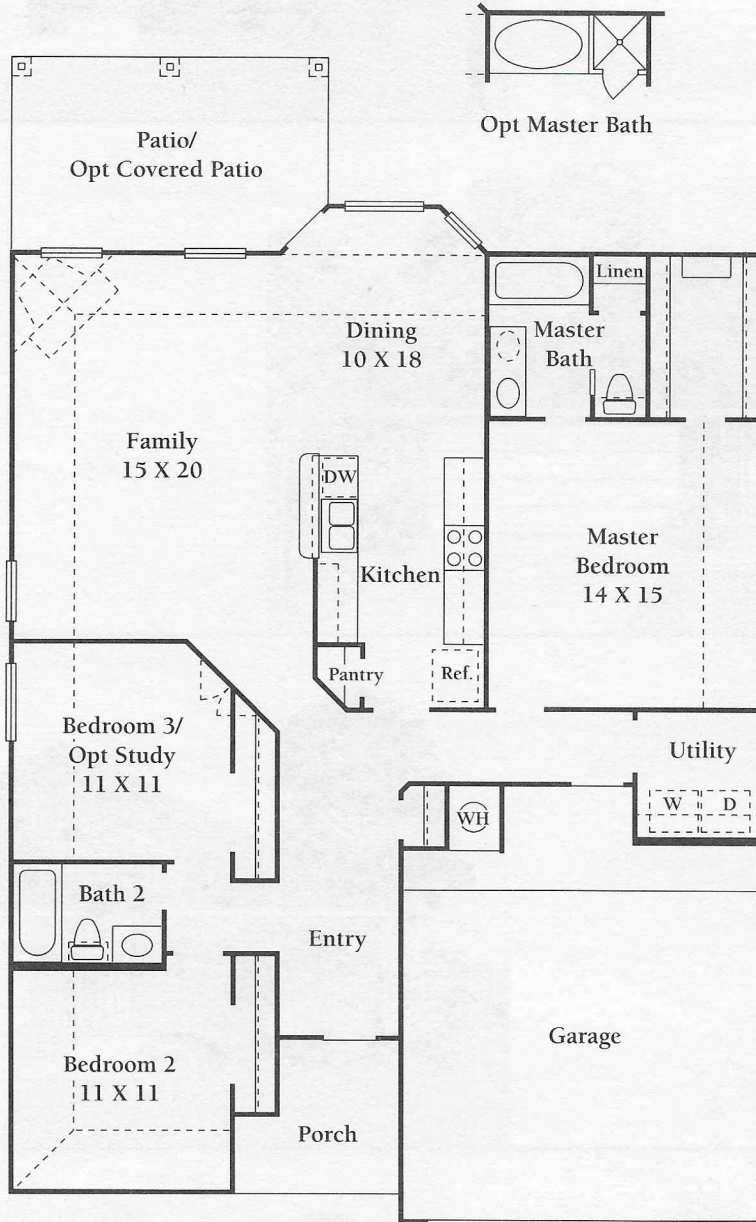 Opt Master Bath
Patio/
Opt Covered Patio
Linen
Dining
10 X 18
Master
Bath
Family
15 X 20
DW
Kitchen
Master
Bedroom
14 X 15
Pantry
Ref.
Bedroom 3/
Opt Study
11 X 11
Utility
W
D
WH
Bath 2
Entry
Garage
Bedroom 2
11 X 11
Porch